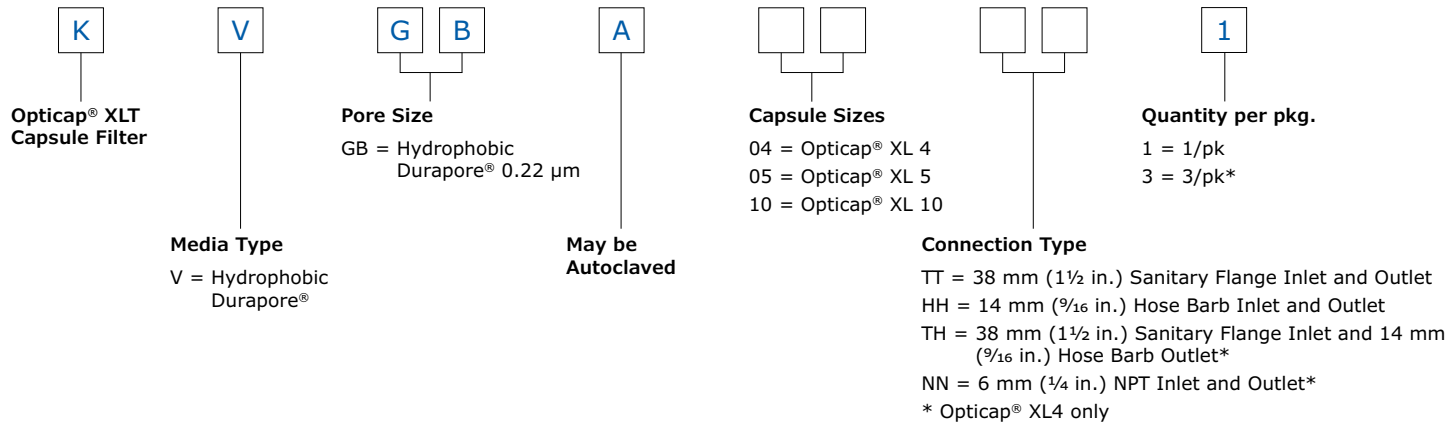 K V G B A 1
Opticap® XLT
Capsule Filter
Pore Size
GB = Hydrophobic
Durapore® 0.22 µm
Capsule Sizes
04 = Opticap® XL 4
05 = Opticap® XL 5
10 = Opticap® XL 10
Quantity per pkg.
1 = 1/pk
3 = 3/pk*
Media Type
V = Hydrophobic
Durapore®
May be
Autoclaved
Connection Type
TT = 38 mm (1½ in.) Sanitary Flange Inlet and Outlet
HH = 14 mm (⁹⁄₁₆ in.) Hose Barb Inlet and Outlet
TH = 38 mm (1½ in.) Sanitary Flange Inlet and 14 mm
(⁹⁄₁₆ in.) Hose Barb Outlet*
NN = 6 mm (¼ in.) NPT Inlet and Outlet*
* Opticap® XL4 only